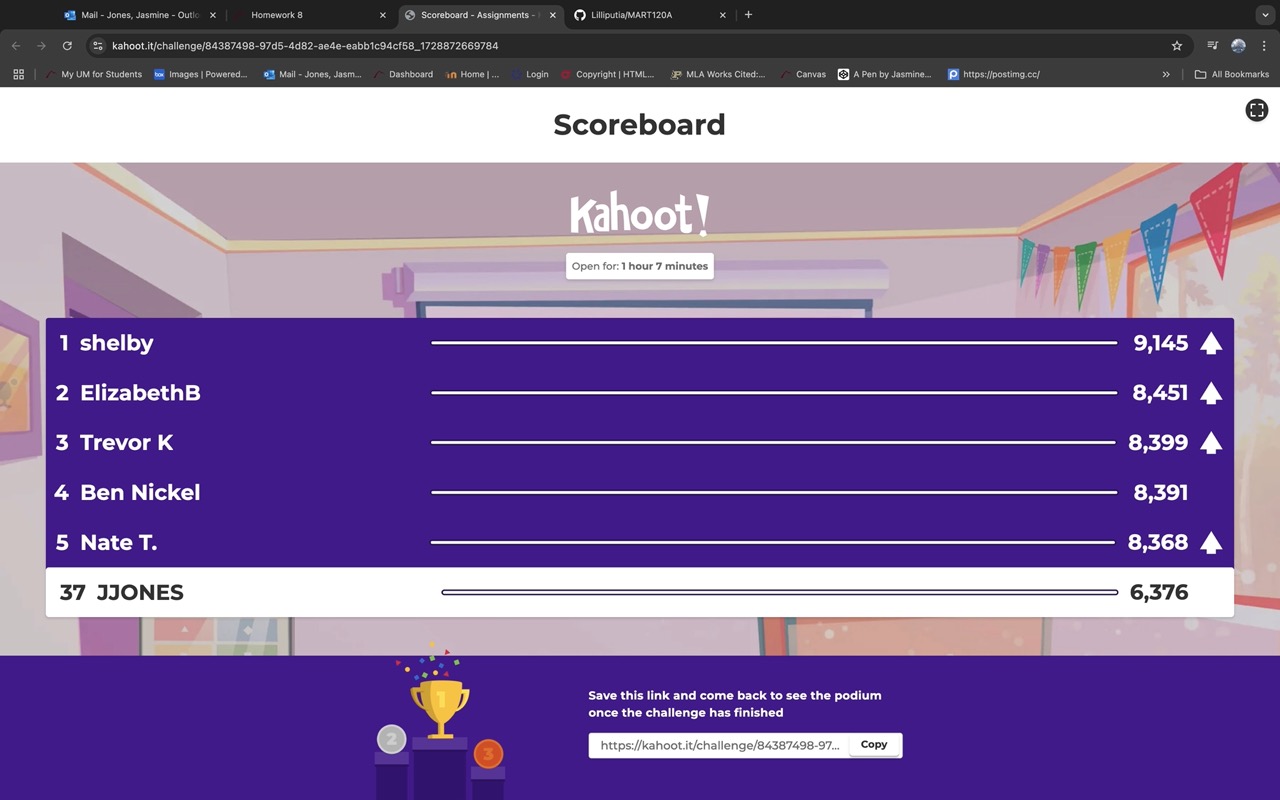 Mail - Jones, Jasmine - Outlo
Homework 8
Scoreboard - Assignments -
Lilliputia/MART120A
kahoot.it/challenge/84387498-97d5-4d82-ae4e-eabb1c94cf58_1728872669784
My UM for Students
box
Images | Powered...
Mail - Jones, Jasm...
Dashboard
Home | ...
Login
Copyright | HTML...
MLA Works Cited:...
Canvas
A Pen by Jasmine...
https://postimg.cc/
»
All Bookmarks
Scoreboard
Kahoot!
Open for: 1 hour 7 minutes
1 shelby 9,145
2 ElizabethB 8,451
3 Trevor K 8,399
4 Ben Nickel 8,391
5 Nate T. 8,368
37 JJONES 6,376
1
2
3
Save this link and come back to see the podium
once the challenge has finished
https://kahoot.it/challenge/84387498-97... Copy